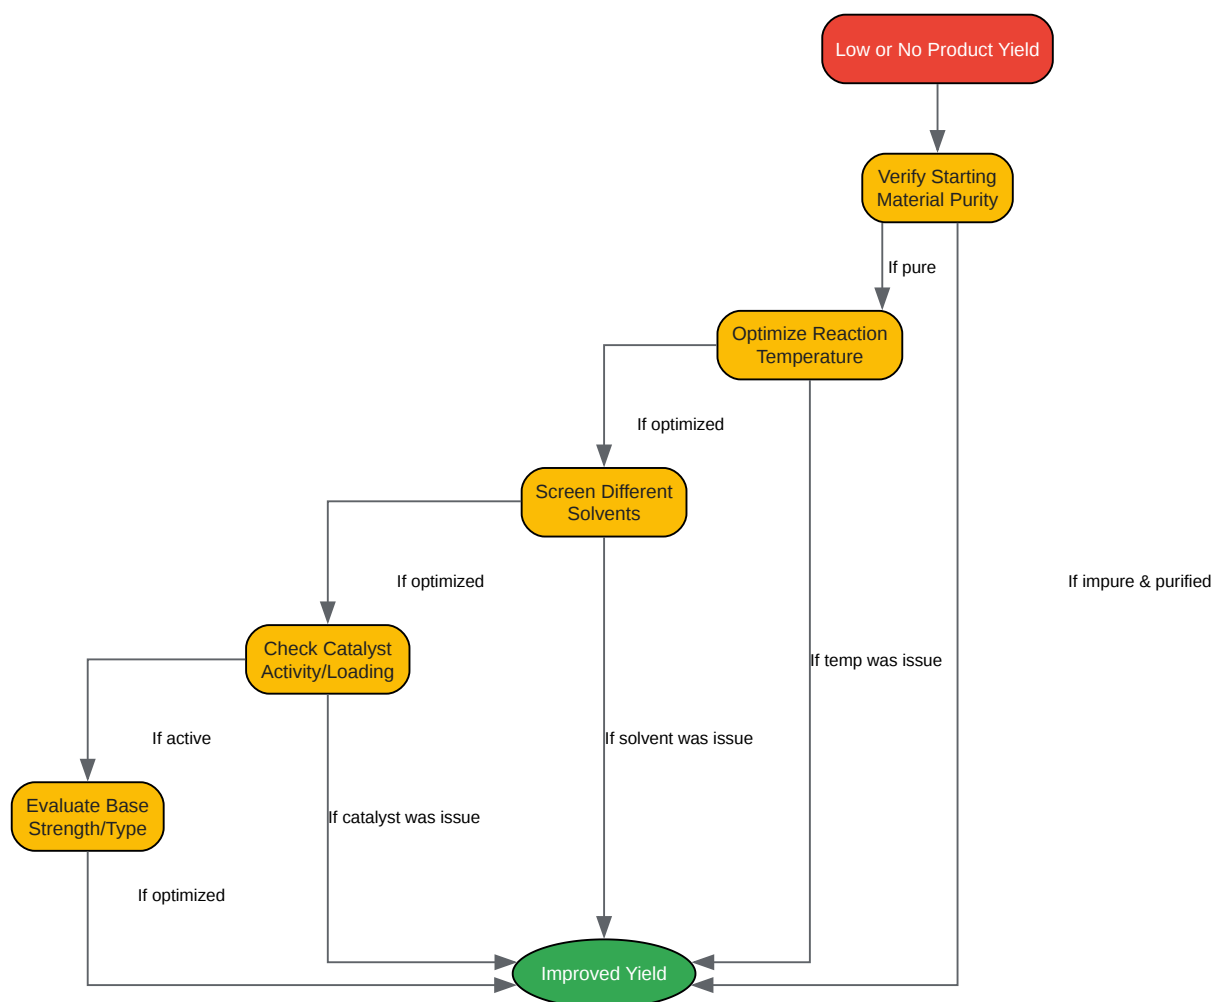 Low or No Product Yield
Verify Starting
Material Purity
If pure
Optimize Reaction
Temperature
If optimized
Screen Different
Solvents
If optimized
If impure & purified
Check Catalyst
Activity/Loading
If temp was issue
If active
If solvent was issue
Evaluate Base
Strength/Type
If catalyst was issue
If optimized
Improved Yield